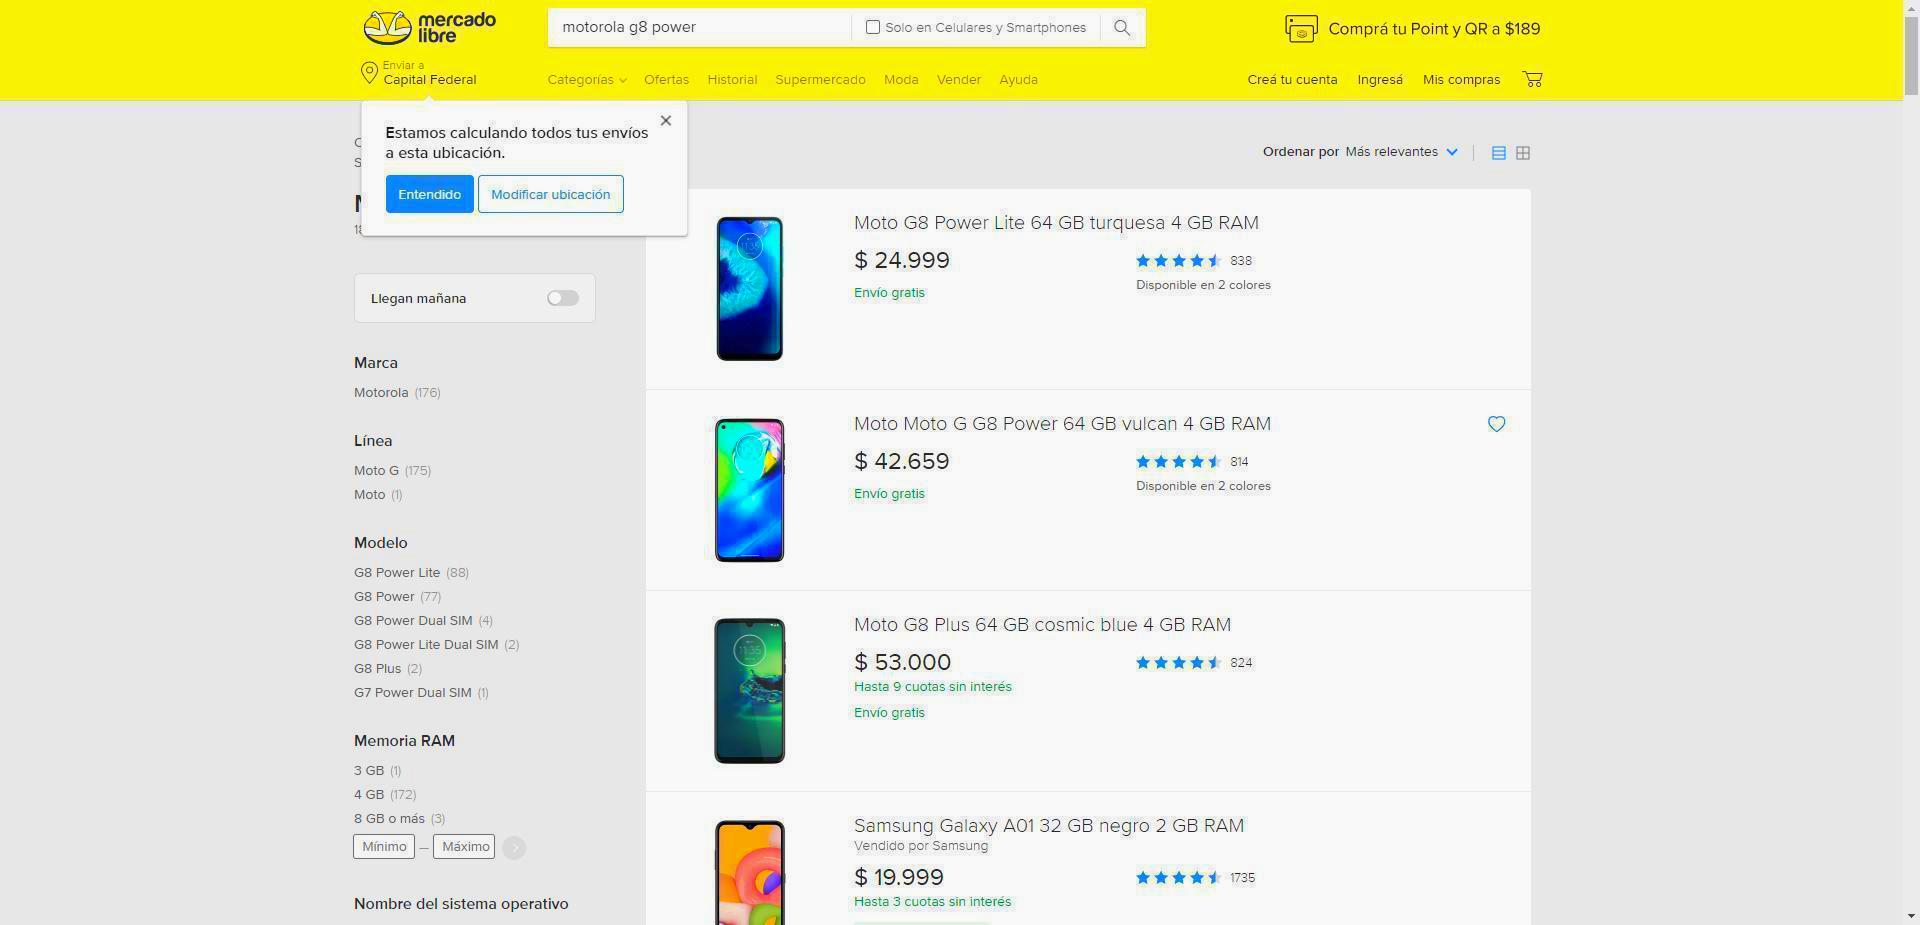 mercado
libre
motorola g8 power
Solo en Celulares y Smartphones
Comprá tu Point y QR a $189
Enviar a
Capital Federal
Categorías
Ofertas
Historial
Supermercado
Moda
Vender
Ayuda
Creá tu cuenta
Ingresá
Mis compras
Estamos calculando todos tus envíos
a esta ubicación.
Entendido
Modificar ubicación
Ordenar por Más relevantes
Llegan mañana
Marca
Motorola (176)
Línea
Moto G (175)
Moto (1)
Modelo
G8 Power Lite (88)
G8 Power (77)
G8 Power Dual SIM (4)
G8 Power Lite Dual SIM (2)
G8 Plus (2)
G7 Power Dual SIM (1)
Memoria RAM
3 GB (1)
4 GB (172)
8 GB o más (3)
Mínimo — Máximo
Nombre del sistema operativo
Moto G8 Power Lite 64 GB turquesa 4 GB RAM
$ 24.999
838
Envío gratis
Disponible en 2 colores
Moto Moto G G8 Power 64 GB vulcan 4 GB RAM
$ 42.659
814
Envío gratis
Disponible en 2 colores
Moto G8 Plus 64 GB cosmic blue 4 GB RAM
$ 53.000
824
Hasta 9 cuotas sin interés
Envío gratis
Samsung Galaxy A01 32 GB negro 2 GB RAM
Vendido por Samsung
$ 19.999
1735
Hasta 3 cuotas sin interés